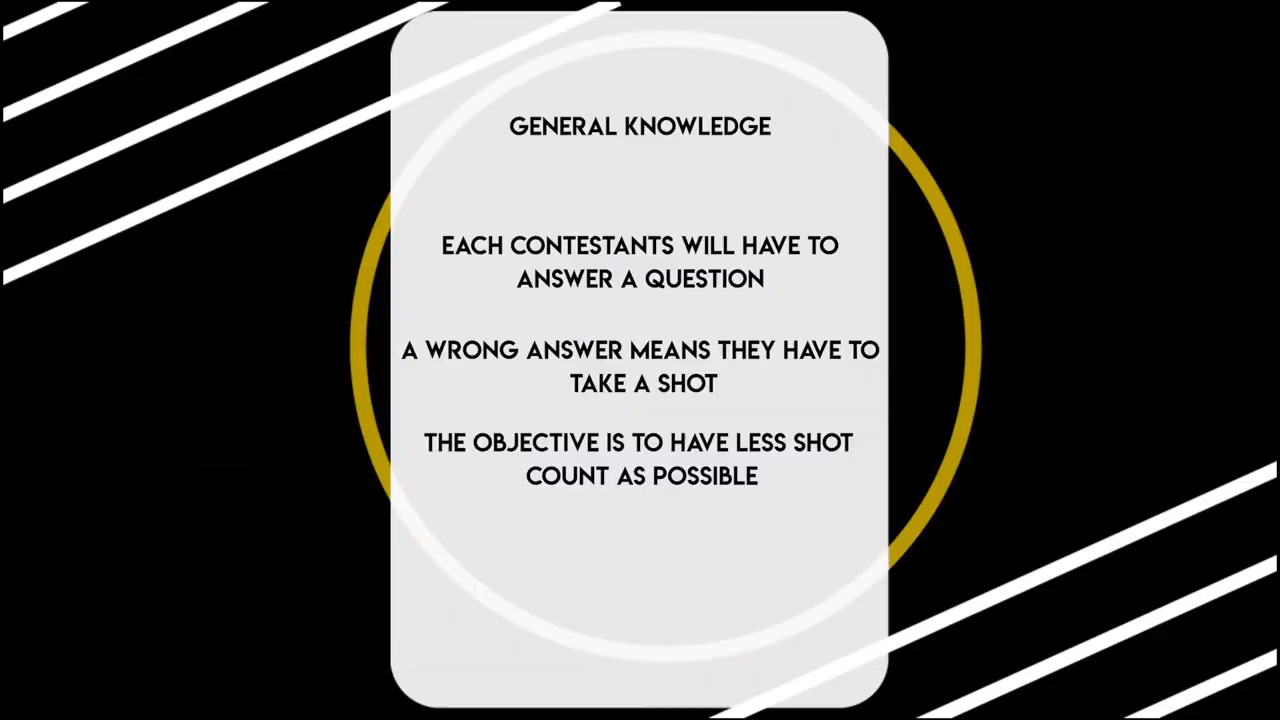 GENERAL KNOWLEDGE
EACH CONTESTANTS WILL HAVE TO
ANSWER A QUESTION
A WRONG ANSWER MEANS THEY HAVE TO
TAKE A SHOT
THE OBJECTIVE IS TO HAVE LESS SHOT
COUNT AS POSSIBLE